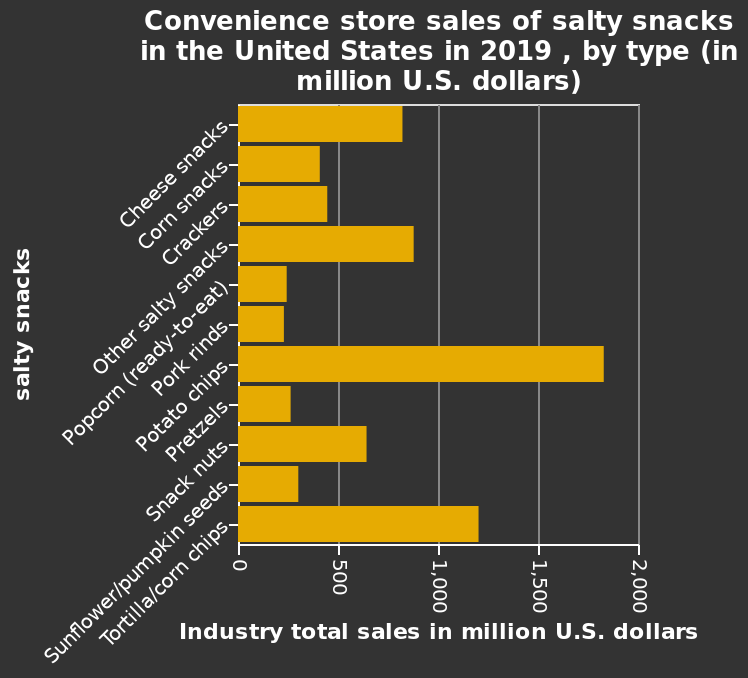 Convenience store sales of salty snacks
in the United States in 2019 , by type (in
million U.S. dollars)
salty snacks
Cheese snacks
Corn snacks
Crackers
Other salty snacks
Popcorn (ready-to-eat)
Pork rinds
Potato chips
Pretzels
Snack nuts
Sunflower/pumpkin seeds
Tortilla/corn chips
0
500
1,000
1,500
2,000
Industry total sales in million U.S. dollars